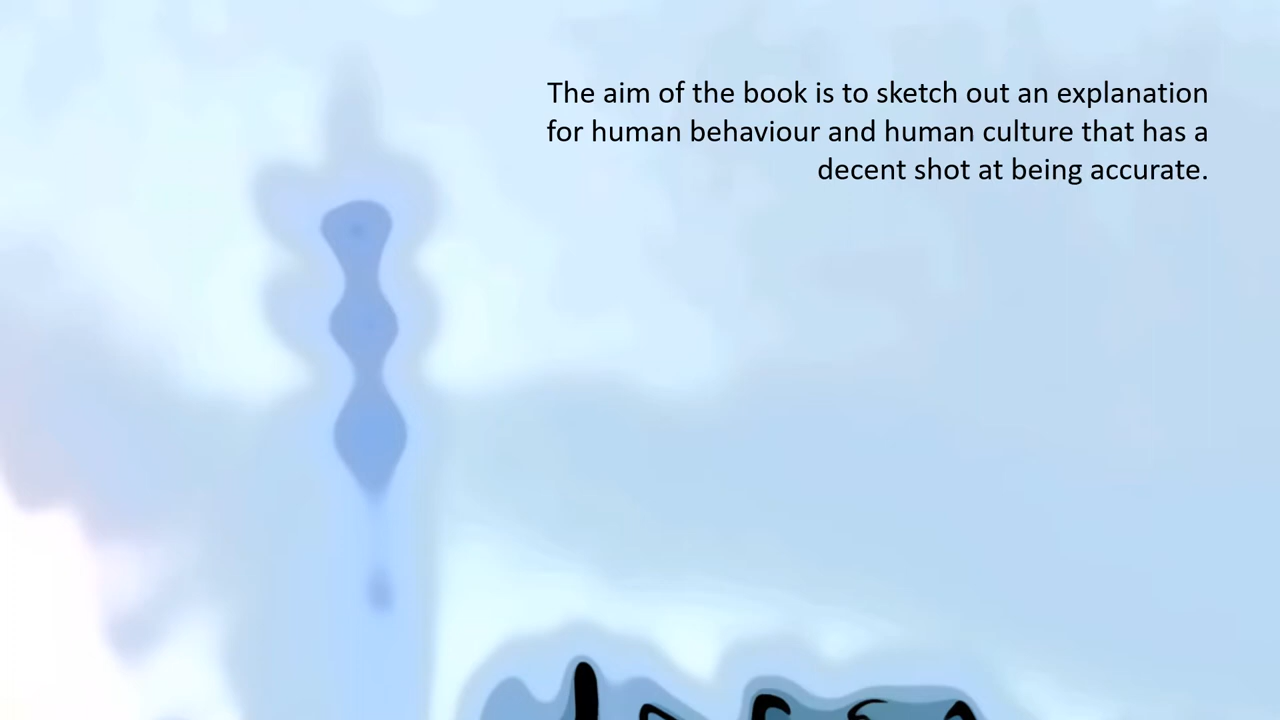 The aim of the book is to sketch out an explanation
for human behaviour and human culture that has a
decent shot at being accurate.